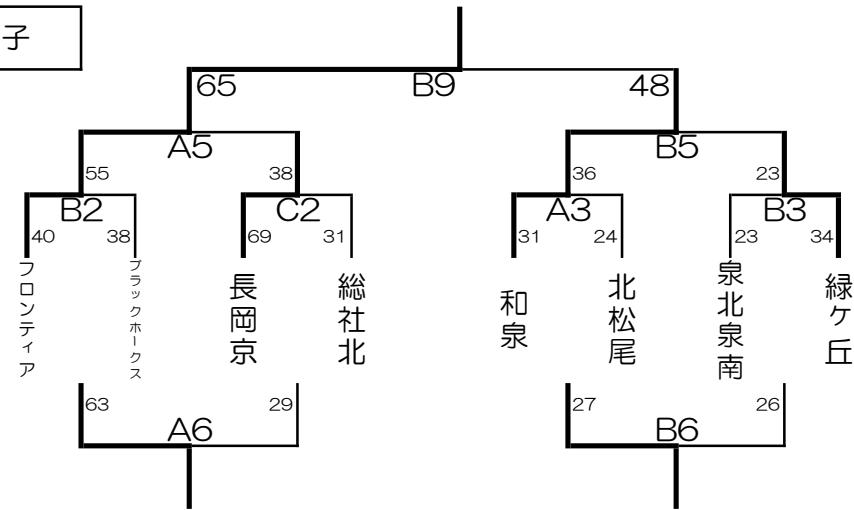 子
65 B9 48
A5 B5
55 38 36 23
B2 C2 A3 B3
40 38 69 31 31 24 23 34
フロンティア
ブラックホークス
長岡京
総社北
和泉
北松尾
泉北泉南
緑ケ丘
63 29 27 26
A6 B6